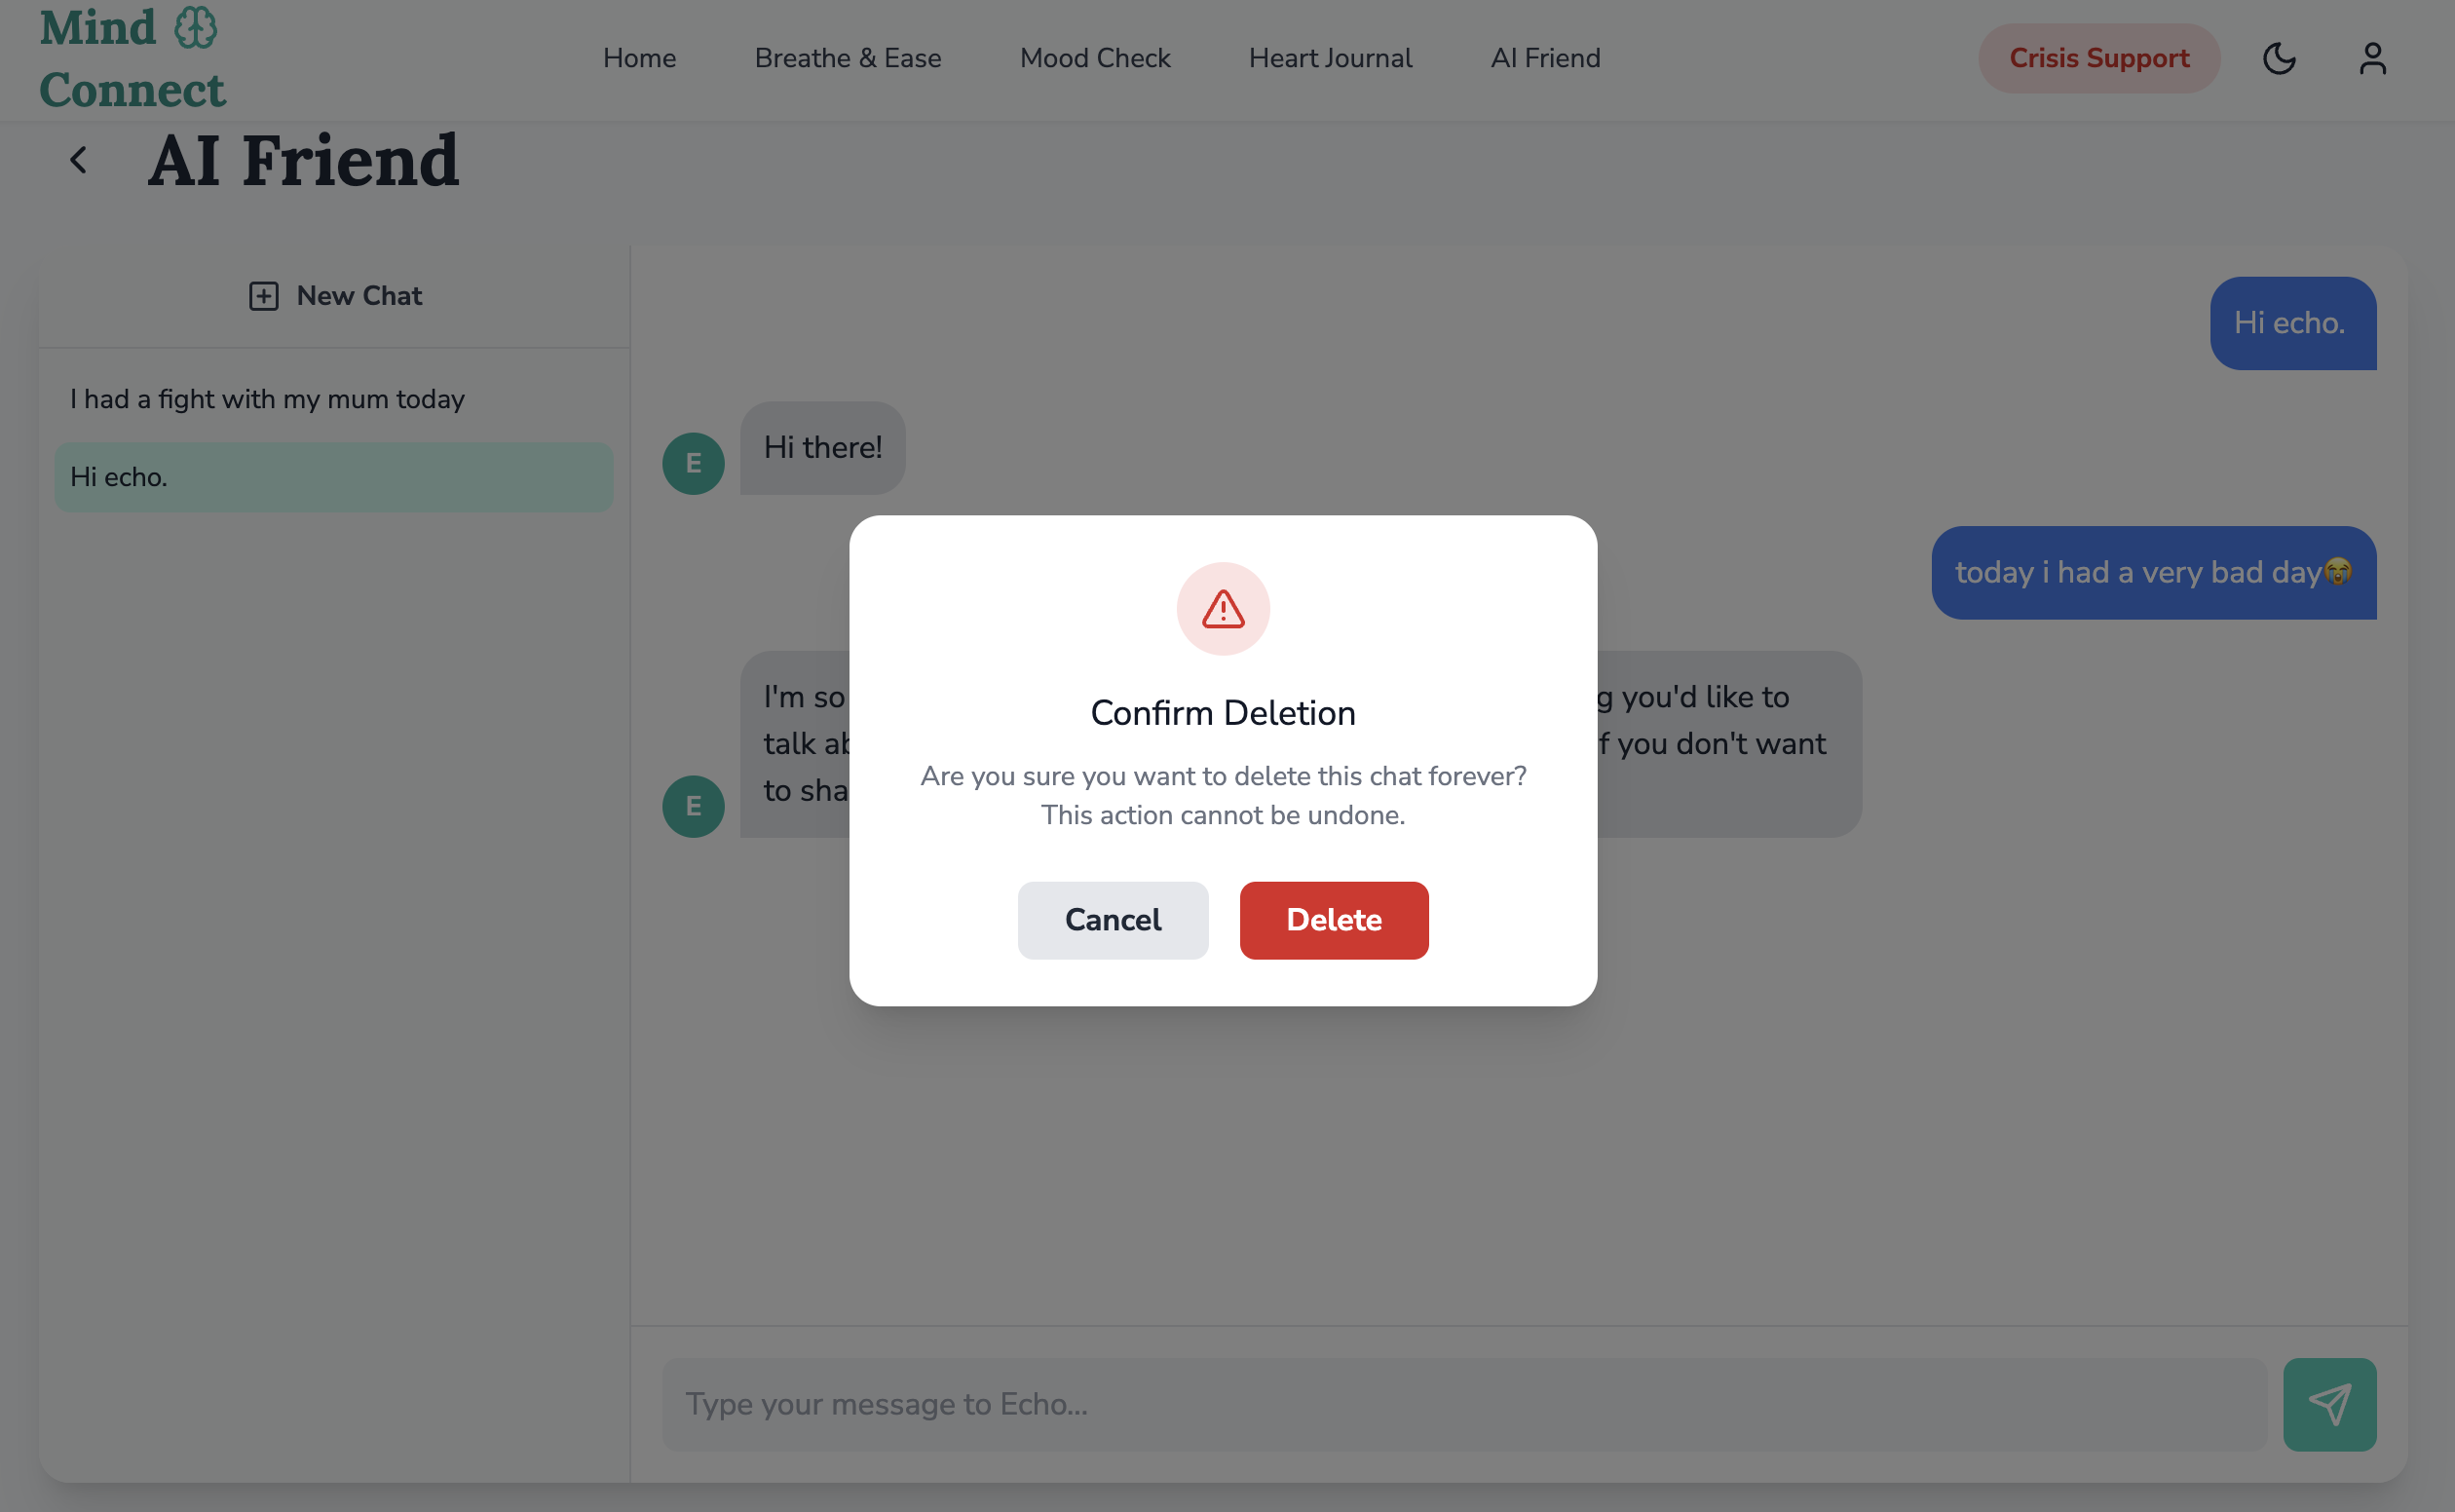 Mind
Connect
Home
Breathe & Ease
Mood Check
Heart Journal
AI Friend
Crisis Support
AI Friend
New Chat
I had a fight with my mum today
Hi echo.
Hi echo.
E
Hi there!
today i had a very bad day😭
E
I'm so
g you'd like to
talk ab
f you don't want
to sha
Confirm Deletion
Are you sure you want to delete this chat forever?
This action cannot be undone.
Cancel
Delete
Type your message to Echo...